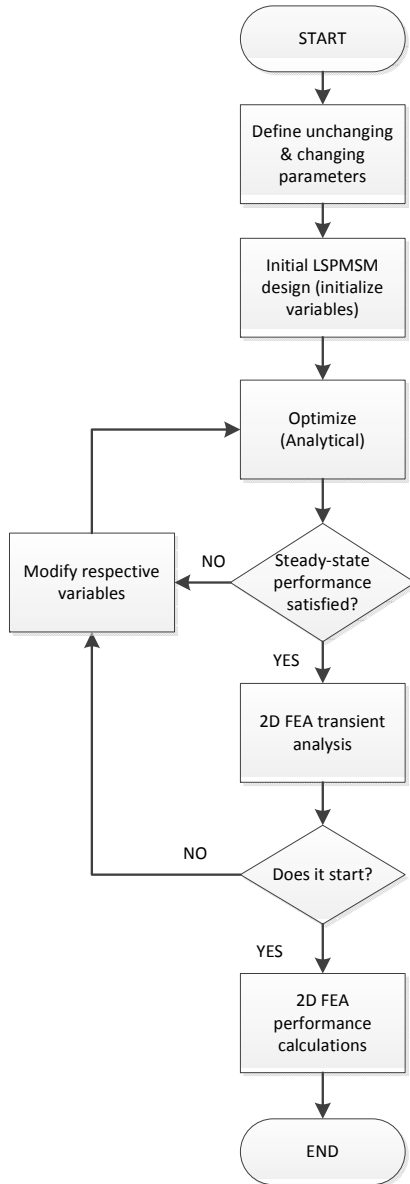 START
Define unchanging
& changing
parameters
Initial LSPMSM
design (initialize
variables)
Optimize
(Analytical)
Modify respective
variables
NO
Steady-state
performance
satisfied?
YES
2D FEA transient
analysis
NO
Does it start?
YES
2D FEA
performance
calculations
END